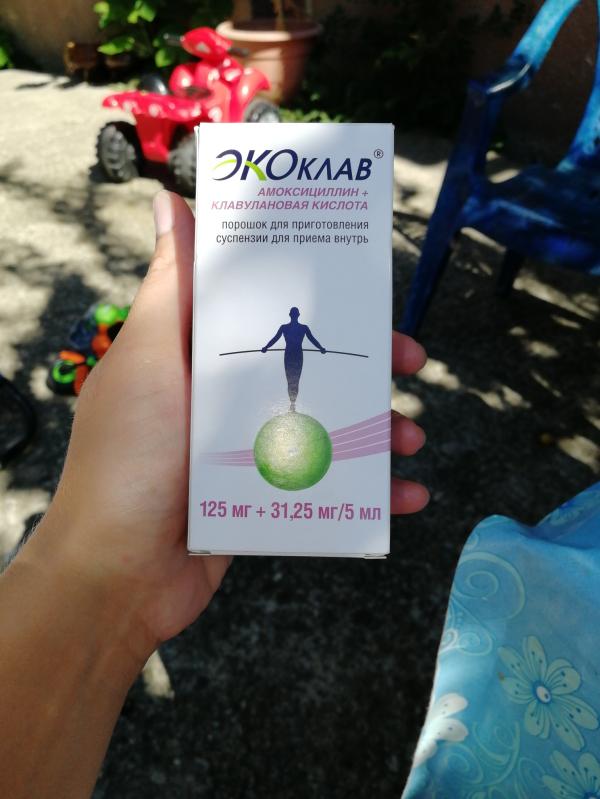 ЭКОклав®
АМОКСИЦИЛЛИН +
КЛАВУЛАНОВАЯ КИСЛОТА
порошок для приготовления
суспензии для приема внутрь
125 мг + 31,25 мг/5 мл